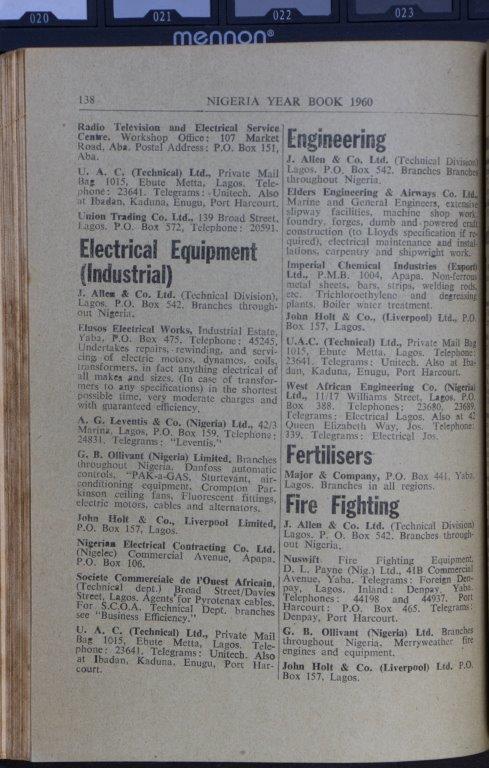 020 021 022 023
mennon®
138 NIGERIA YEAR BOOK 1960
Radio Television and Electrical Service
Centre. Workshop Office: 107 Market
Road, Aba. Postal Address: P.O. Box 151,
Aba.
U. A. C. (Technical) Ltd., Private Mail
Bag 1015, Ebute Metta, Lagos. Tele-
phone: 23641. Telegrams: -Unitech. Also
at Ibadan, Kaduna, Enugu, Port Harcourt.
Union Trading Co. Ltd., 139 Broad Street,
Lagos. P.O. Box 572, Telephone: 20591.
Electrical Equipment
(Industrial)
J. Allen & Co. Ltd. (Technical Division),
Lagos. P.O. Box 542. Branches through-
out Nigeria.
Elusos Electrical Works, Industrial Estate,
Yaba. P.O. Box 475, Telephone: 45245,
Undertakes repairs, rewinding, and servi-
cing of electric motors, dynamos, coils,
transformers, in fact anything electrical of
all makes and sizes. (In case of transfor-
mers to any specifications) in the shortest
possible time, very moderate charges and
with guaranteed efficiency.
A. G. Leventis & Co. (Nigeria) Ltd., 42/3
Marina, Lagos, P.O. Box 159, Telephone:
24831. Telegrams: "Leventis."
G. B. Ollivant (Nigeria) Limited, Branches
throughout Nigeria. Danfoss automatic
controls, "PAK-a-GAS, Sturtevant, air-
conditioning equipment, Crompton Par-
kinson ceiling fans, Fluorescent fittings,
electric motors, cables and alternators.
John Holt & Co., Liverpool Limited,
P.O. Box 157, Lagos.
Nigerian Electrical Contracting Co. Ltd.
(Nigelec) Commercial Avenue, Apapa.
P.O. Box 106.
Societe Commereiale de l'Ouest Africain,
(Technical dept.) Broad Street/Davies
Street, Lagos. Agents for Pyrotenax cables.
For S.C.O.A. Technical Dept. branches
see "Business Efficiency."
U. A. C. (Technical) Ltd., Private Mail
Bag 1015, Ebute Metta, Lagos. Tele-
phone: 23641. Telegrams: Unitech. Also
at Ibadan, Kaduna, Enugu, Port Har-
court.
Engineering
J. Allen & Co. Ltd. (Technical Division)
Lagos. P.O. Box 542. Branches Branches
throughout Nigeria.
Elders Engineering & Airways Co. Ltd.
Marine and General Engineers, extensive
slipway facilities, machine shop work,
foundry, forges, dumb and powered craft
construction (to Lloyds specification if re-
quired), electrical maintenance and instal-
lations, carpentry and shipwright work.
Imperial Chemical Industries (Export)
Ltd., P.M.B. 1004, Apapa. Non-ferrous
metal sheets, bars, strips, welding rods,
etc. Trichloroethylene and degreasing
plants. Boiler water treatment.
John Holt & Co., (Liverpool) Ltd., P.O.
Box 157, Lagos.
U.A.C. (Technical) Ltd., Private Mail Bag
1015, Ebute Metta, Lagos. Telephone:
23641. Telegrams: Unitech. Also at Iba-
dan, Kaduna, Enugu, Port Harcourt.
West African Engineering Co. (Nigeria)
Ltd., 11/17 Williams Street, Lagos. P.O.
Box 388. Telephones; 23680, 23689.
Telegrams: Electrical Lagos. Also at 42
Queen Elizabeth Way, Jos. Telephone:
339, Telegrams: Electrical Jos.
Fertilisers
Major & Company, P.O. Box 441, Yaba,
Lagos. Branches in all regions.
Fire Fighting
J. Allen & Co. Ltd. (Technical Division)
Lagos. P. O. Box 542. Branches through-
out Nigeria.
Nuswift Fire Fighting Equipment,
D. L. Payne (Nig.) Ltd., 41B Commercial
Avenue, Yaba. Telegrams: Foreign Den-
pay, Lagos. Inland: Denpay Yaba.
Telephones: 44198 and 44937. Port
Harcourt: P.O. Box 465. Telegrams:
Denpay, Port Harcourt.
G. B. Ollivant (Nigeria) Ltd. Branches
throughout Nigeria. Merryweather fire
engines and equipment.
John Holt & Co. (Liverpool) Ltd. P.O.
Box 157, Lagos.